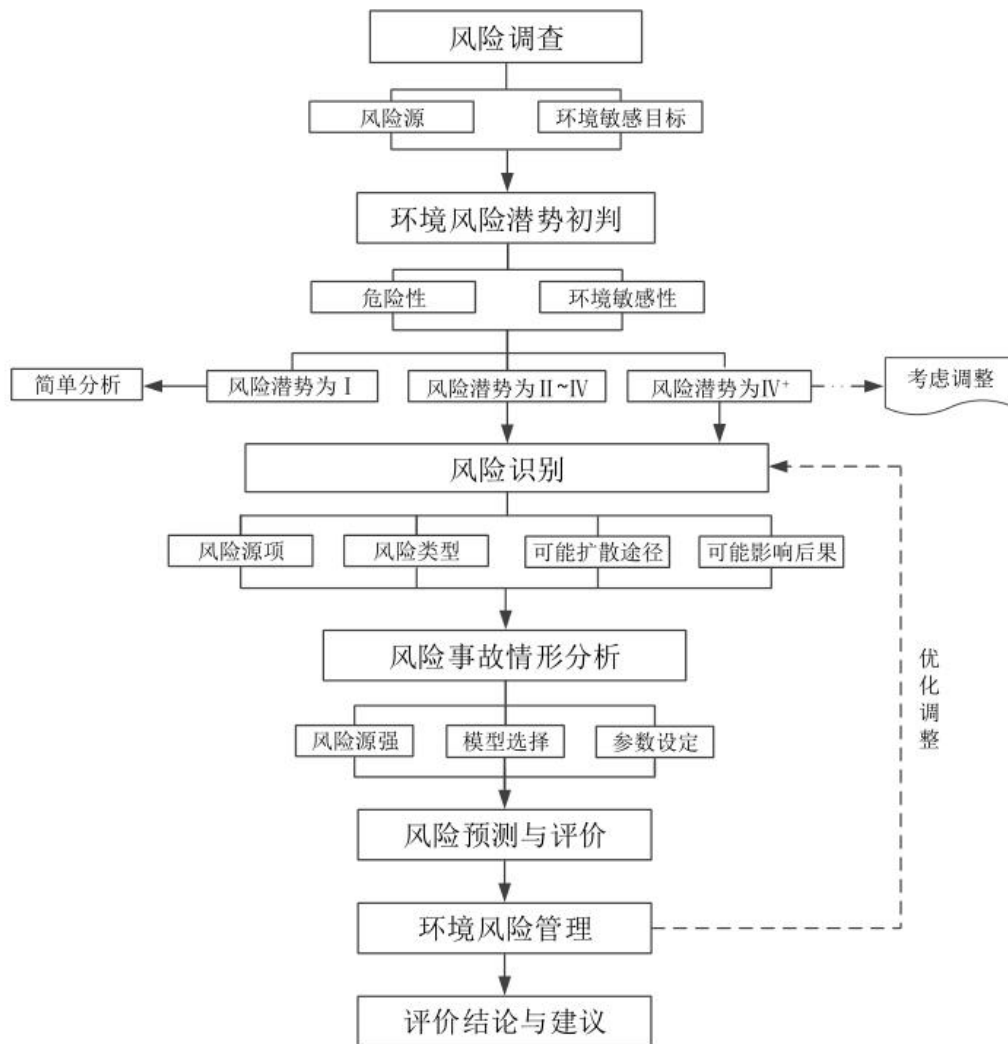 风险调查
风险源
环境敏感目标
环境风险潜势初判
危险性
环境敏感性
简单分析
风险潜势为Ⅰ
风险潜势为Ⅱ~Ⅳ
风险潜势为Ⅳ⁺
考虑调整
风险识别
风险源项
风险类型
可能扩散途径
可能影响后果
风险事故情形分析
优化调整
风险源强
模型选择
参数设定
风险预测与评价
环境风险管理
评价结论与建议